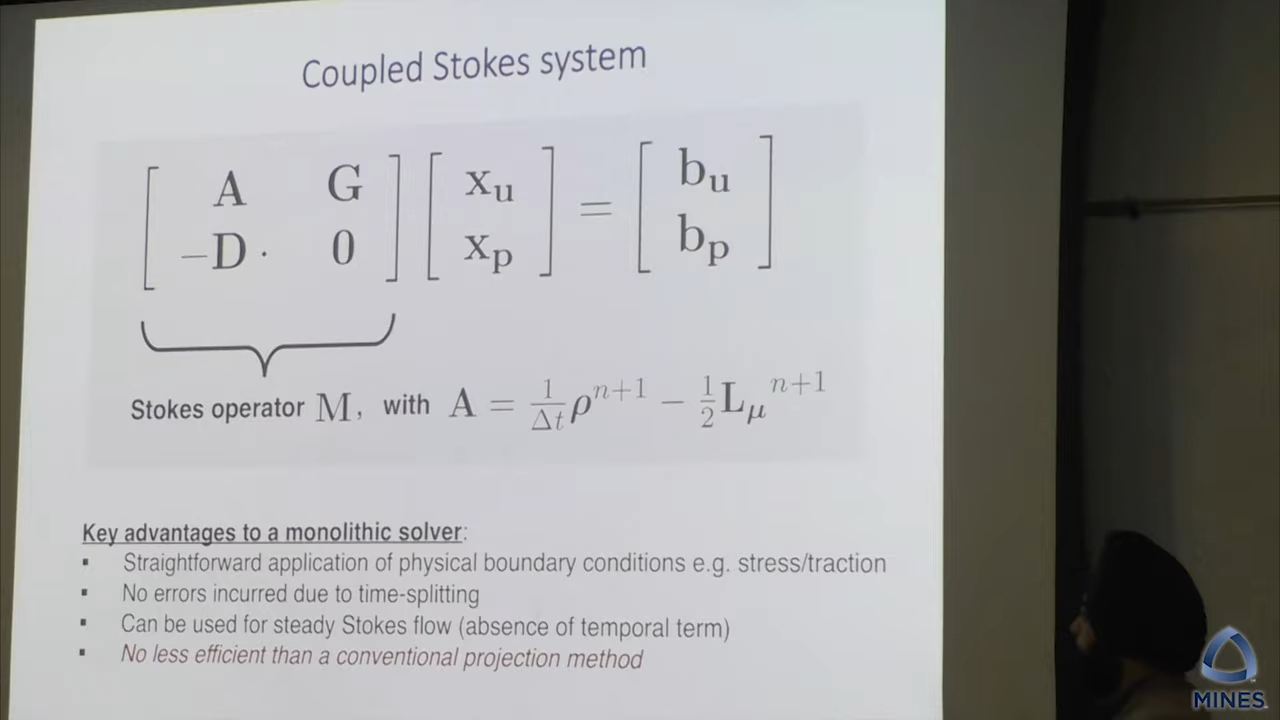 Coupled Stokes system
[ A G ] [ x_u ] = [ b_u ]
[ −D· 0 ] [ x_p ] [ b_p ]
Stokes operator M, with A = 1/Δt ρ^{n+1} − 1/2 L_μ^{n+1}
Key advantages to a monolithic solver:
▪ Straightforward application of physical boundary conditions e.g. stress/traction
▪ No errors incurred due to time-splitting
▪ Can be used for steady Stokes flow (absence of temporal term)
▪ No less efficient than a conventional projection method
MINES